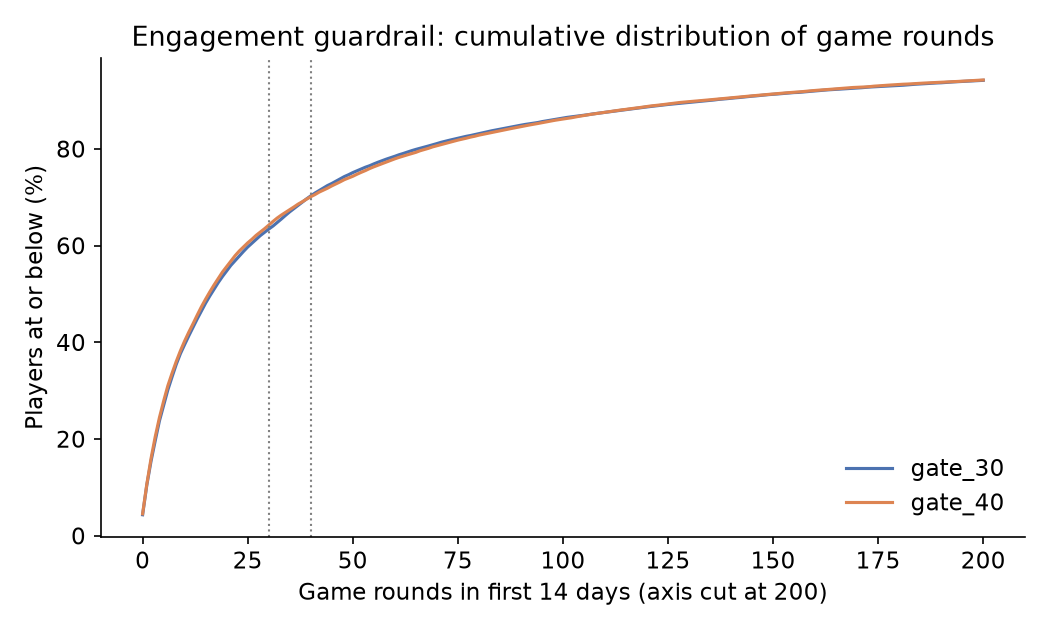 Engagement guardrail: cumulative distribution of game rounds
Players at or below (%)
80
60
40
20
0
0 25 50 75 100 125 150 175 200
Game rounds in first 14 days (axis cut at 200)
gate_30
gate_40